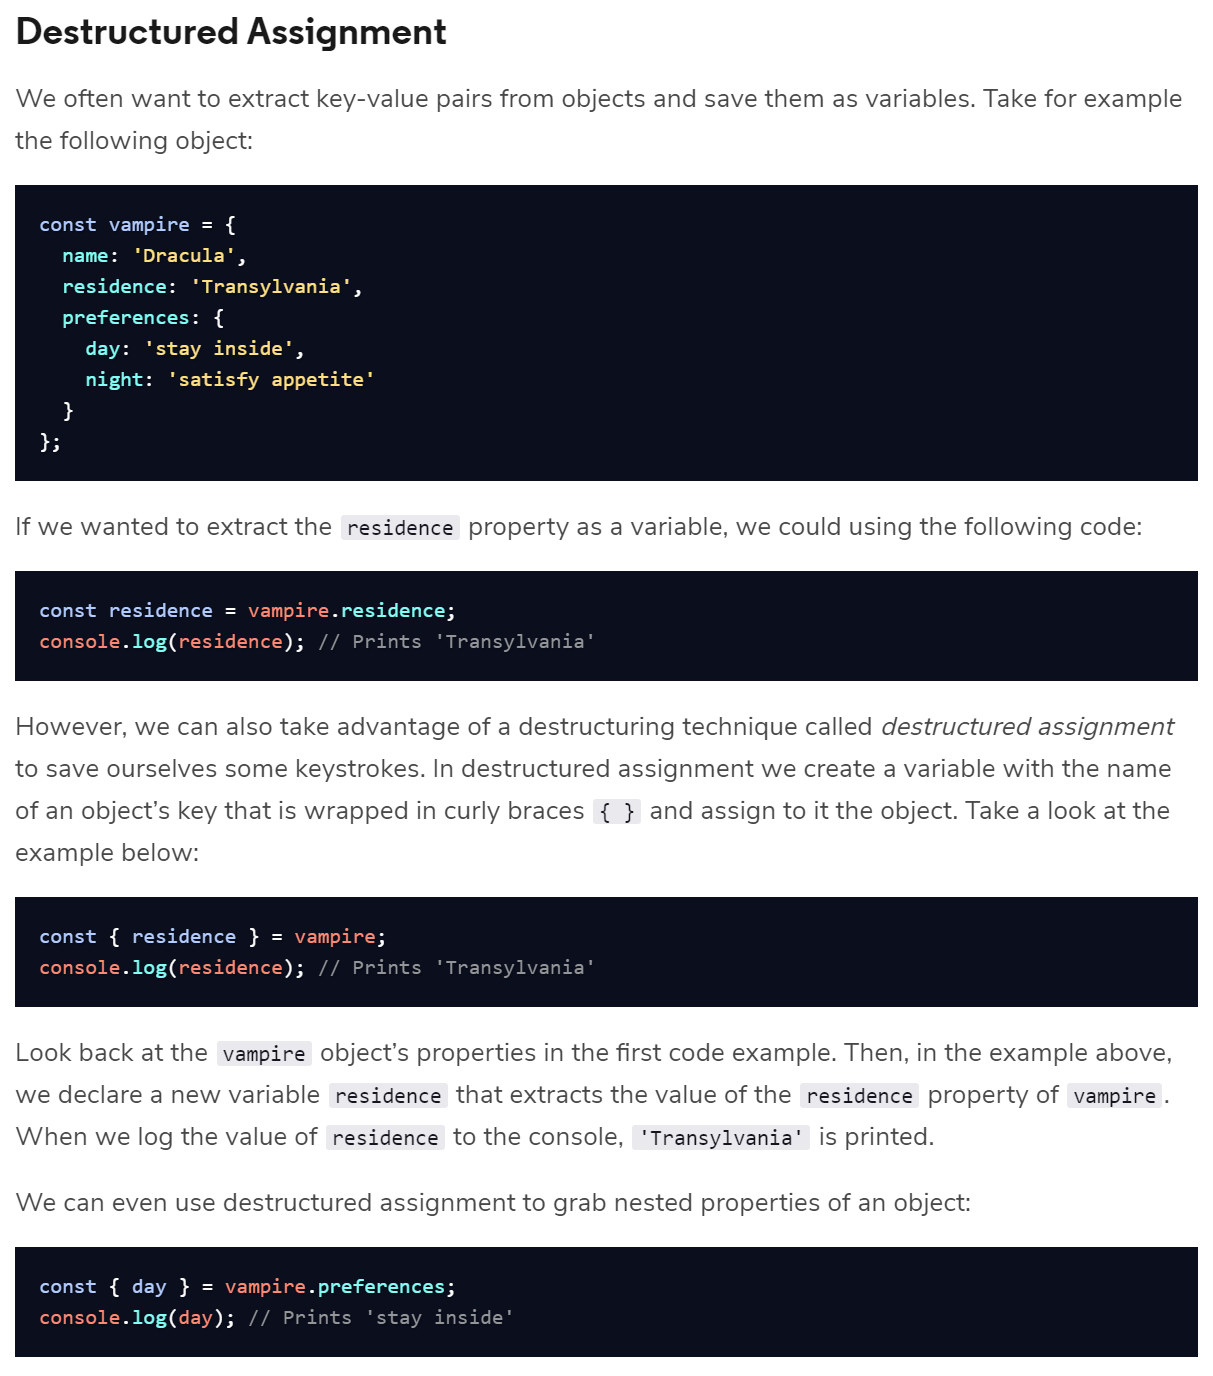 Destructured Assignment
We often want to extract key-value pairs from objects and save them as variables. Take for example
the following object:
const vampire = {
  name: 'Dracula',
  residence: 'Transylvania',
  preferences: {
    day: 'stay inside',
    night: 'satisfy appetite'
  }
};
If we wanted to extract the residence property as a variable, we could using the following code:
const residence = vampire.residence;
console.log(residence); // Prints 'Transylvania'
However, we can also take advantage of a destructuring technique called destructured assignment
to save ourselves some keystrokes. In destructured assignment we create a variable with the name
of an object’s key that is wrapped in curly braces { } and assign to it the object. Take a look at the
example below:
const { residence } = vampire;
console.log(residence); // Prints 'Transylvania'
Look back at the vampire object’s properties in the first code example. Then, in the example above,
we declare a new variable residence that extracts the value of the residence property of vampire.
When we log the value of residence to the console, 'Transylvania' is printed.
We can even use destructured assignment to grab nested properties of an object:
const { day } = vampire.preferences;
console.log(day); // Prints 'stay inside'